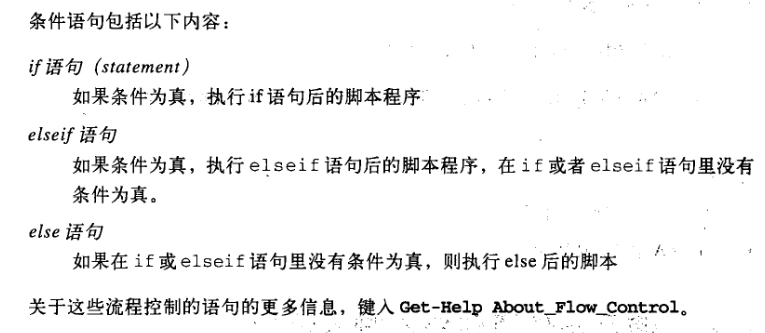 条件语句包括以下内容：
if 语句（statement）
如果条件为真，执行if语句后的脚本程序
elseif 语句
如果条件为真，执行 elseif 语句后的脚本程序，在 if 或者 elseif 语句里没有
条件为真。
else 语句
如果在 if 或 elseif 语句里没有条件为真，则执行 else 后的脚本
关于这些流程控制的语句的更多信息，键入 Get-Help About_Flow_Control。